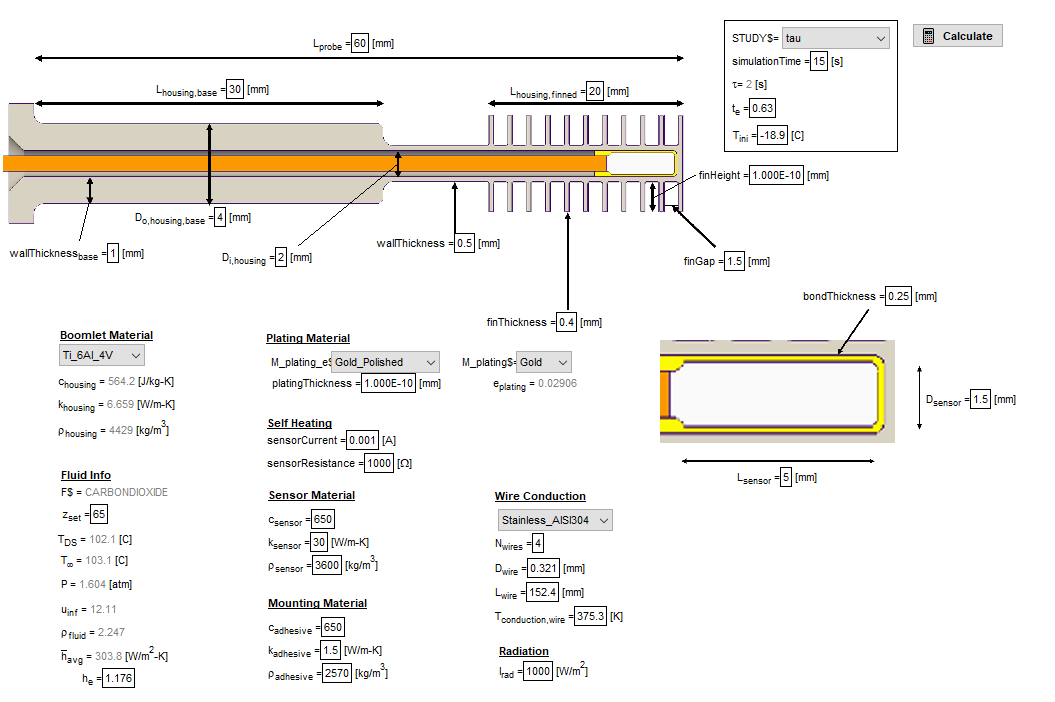 STUDY$= tau
Calculate
L_probe = 60 [mm]
simulationTime = 15 [s]
τ= 2 [s]
L_housing,base = 30 [mm]
L_housing,finned = 20 [mm]
t_e = 0.63
T_ini = -18.9 [C]
finHeight = 1.000E-10 [mm]
D_o,housing,base = 4 [mm]
wallThickness_base = 1 [mm]
D_i,housing = 2 [mm]
wallThickness = 0.5 [mm]
finGap = 1.5 [mm]
bondThickness = 0.25 [mm]
finThickness = 0.4 [mm]
Boomlet Material
Ti_6Al_4V
c_housing = 564.2 [J/kg-K]
k_housing = 6.659 [W/m-K]
ρ_housing = 4429 [kg/m^3]
Plating Material
M_plating_e$ Gold_Polished
M_plating$= Gold
platingThickness = 1.000E-10 [mm]
e_plating = 0.02906
D_sensor = 1.5 [mm]
L_sensor = 5 [mm]
Self Heating
sensorCurrent = 0.001 [A]
sensorResistance = 1000 [Ω]
Fluid Info
F$ = CARBONDIOXIDE
z_set = 65
T_DS = 102.1 [C]
T_∞ = 103.1 [C]
P = 1.604 [atm]
u_inf = 12.11
ρ_fluid = 2.247
h̅_avg = 303.8 [W/m^2-K]
h_e = 1.176
Sensor Material
c_sensor = 650
k_sensor = 30 [W/m-K]
ρ_sensor = 3600 [kg/m^3]
Mounting Material
c_adhesive = 650
k_adhesive = 1.5 [W/m-K]
ρ_adhesive = 2570 [kg/m^3]
Wire Conduction
Stainless_AISI304
N_wires = 4
D_wire = 0.321 [mm]
L_wire = 152.4 [mm]
T_conduction,wire = 375.3 [K]
Radiation
I_rad = 1000 [W/m^2]